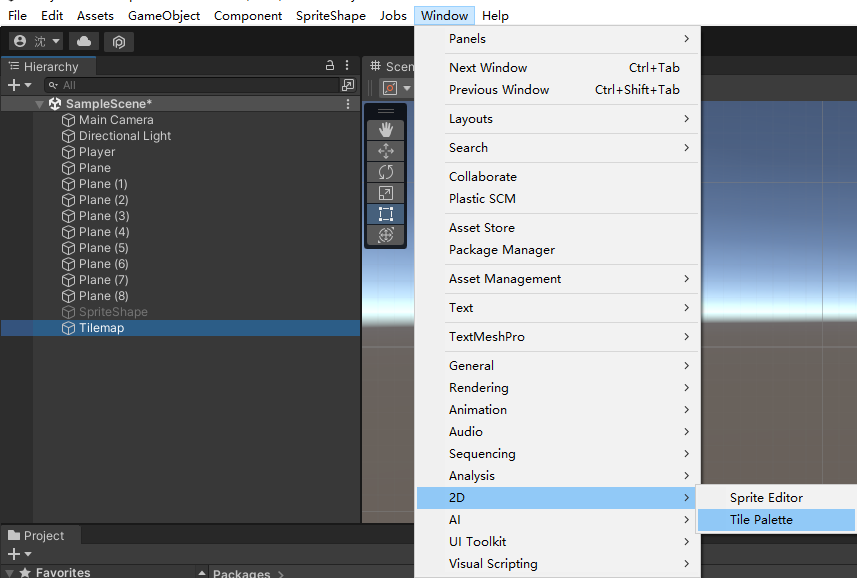 File Edit Assets GameObject Component SpriteShape Jobs Window Help
沈
Hierarchy
All
SampleScene*
Main Camera
Directional Light
Player
Plane
Plane (1)
Plane (2)
Plane (3)
Plane (4)
Plane (5)
Plane (6)
Plane (7)
Plane (8)
SpriteShape
Tilemap
Scen
Panels
Next Window Ctrl+Tab
Previous Window Ctrl+Shift+Tab
Layouts
Search
Collaborate
Plastic SCM
Asset Store
Package Manager
Asset Management
Text
TextMeshPro
General
Rendering
Animation
Audio
Sequencing
Analysis
2D
AI
UI Toolkit
Visual Scripting
Sprite Editor
Tile Palette
Project
Favorites
Packages